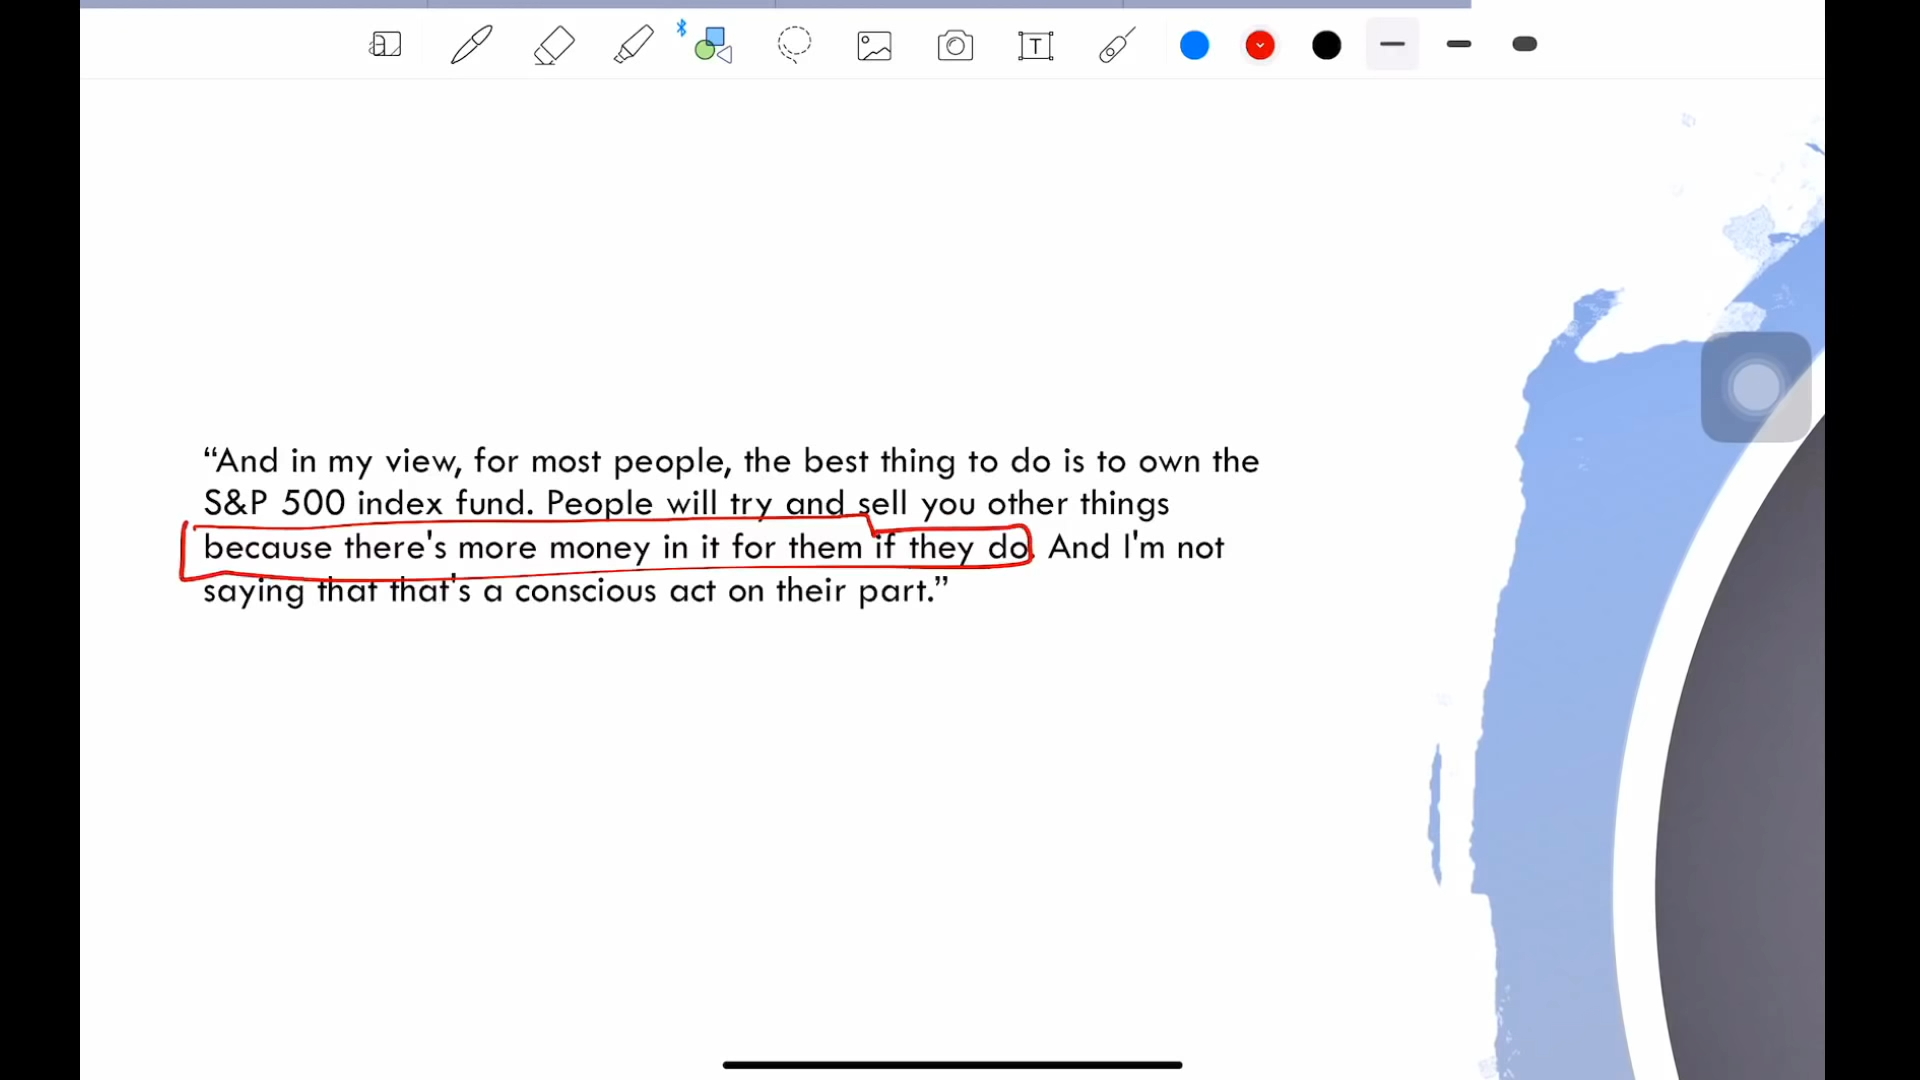 T
“And in my view, for most people, the best thing to do is to own the
S&P 500 index fund. People will try and sell you other things
because there's more money in it for them if they do. And I'm not
saying that that's a conscious act on their part.”